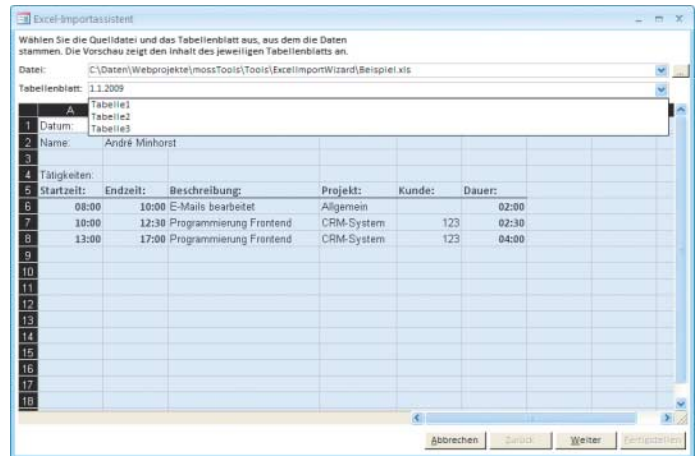 Excel-Importassistent
Wählen Sie die Quelldatei und das Tabellenblatt aus, aus dem die Daten
stammen. Die Vorschau zeigt den Inhalt des jeweiligen Tabellenblatts an.
Datei: C:\Daten\Webprojekte\mossTools\Tools\ExcelImportWizard\Beispiel.xls ...
Tabellenblatt: 1.1.2009
Tabelle1
Tabelle2
Tabelle3
A
1 Datum:
2 Name: André Minhorst
3
4 Tätigkeiten:
5 Startzeit: Endzeit: Beschreibung: Projekt: Kunde: Dauer:
6 08:00 10:00 E-Mails bearbeitet Allgemein 02:00
7 10:00 12:30 Programmierung Frontend CRM-System 123 02:30
8 13:00 17:00 Programmierung Frontend CRM-System 123 04:00
9
10
11
12
13
14
15
16
17
18
Abbrechen Zurück Weiter Fertigstellen